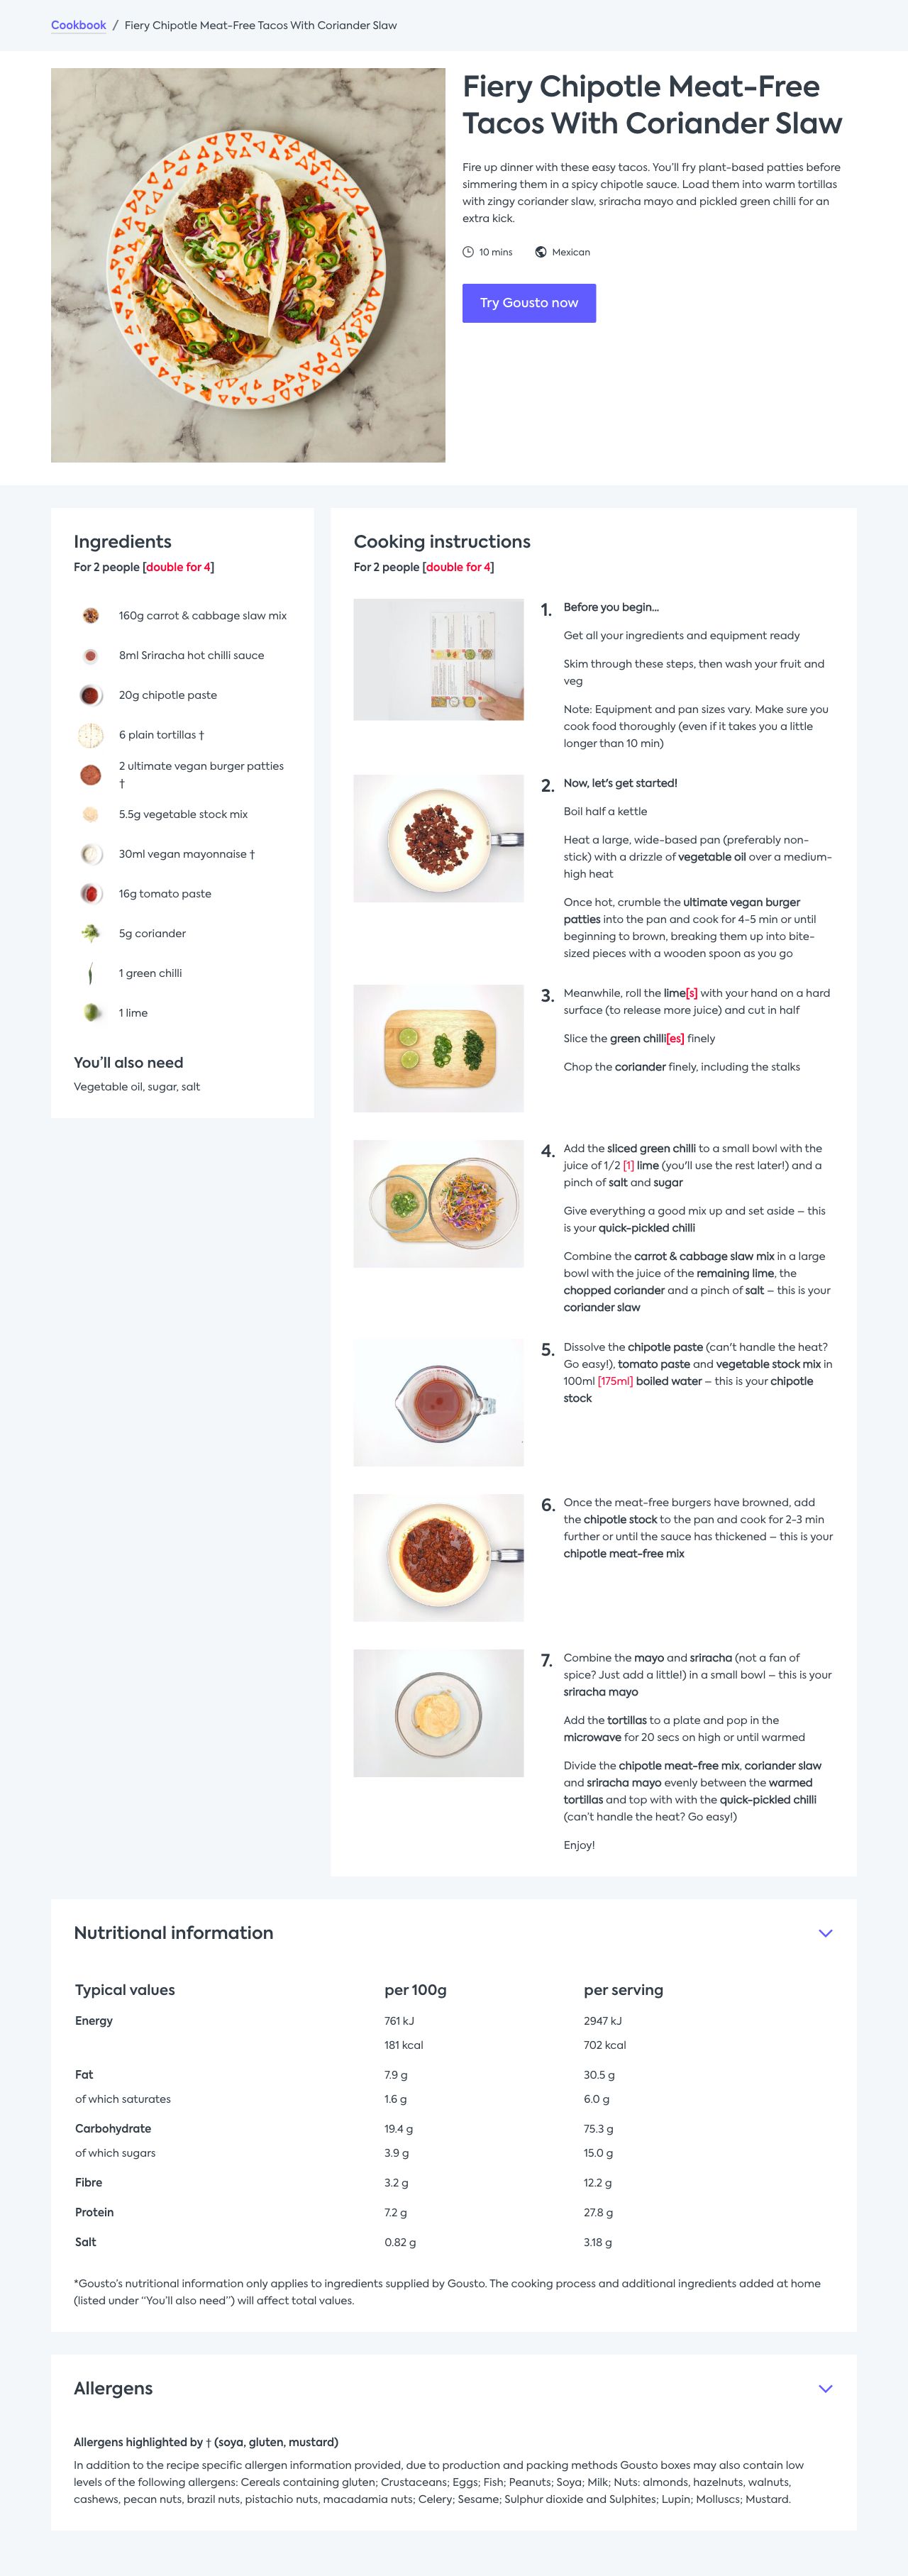 Cookbook / Fiery Chipotle Meat-Free Tacos With Coriander Slaw
Fiery Chipotle Meat-Free
Tacos With Coriander Slaw
Fire up dinner with these easy tacos. You'll fry plant-based patties before
simmering them in a spicy chipotle sauce. Load them into warm tortillas
with zingy coriander slaw, sriracha mayo and pickled green chilli for an
extra kick.
10 mins
Mexican
Try Gousto now
Ingredients
For 2 people [double for 4]
160g carrot & cabbage slaw mix
8ml Sriracha hot chilli sauce
20g chipotle paste
6 plain tortillas †
2 ultimate vegan burger patties
†
5.5g vegetable stock mix
30ml vegan mayonnaise †
16g tomato paste
5g coriander
1 green chilli
1 lime
You'll also need
Vegetable oil, sugar, salt
Cooking instructions
For 2 people [double for 4]
1. Before you begin...
Get all your ingredients and equipment ready
Skim through these steps, then wash your fruit and
veg
Note: Equipment and pan sizes vary. Make sure you
cook food thoroughly (even if it takes you a little
longer than 10 min)
2. Now, let's get started!
Boil half a kettle
Heat a large, wide-based pan (preferably non-
stick) with a drizzle of vegetable oil over a medium-
high heat
Once hot, crumble the ultimate vegan burger
patties into the pan and cook for 4-5 min or until
beginning to brown, breaking them up into bite-
sized pieces with a wooden spoon as you go
3. Meanwhile, roll the lime[s] with your hand on a hard
surface (to release more juice) and cut in half
Slice the green chilli[es] finely
Chop the coriander finely, including the stalks
4. Add the sliced green chilli to a small bowl with the
juice of 1/2 [1] lime (you'll use the rest later!) and a
pinch of salt and sugar
Give everything a good mix up and set aside – this
is your quick-pickled chilli
Combine the carrot & cabbage slaw mix in a large
bowl with the juice of the remaining lime, the
chopped coriander and a pinch of salt – this is your
coriander slaw
5. Dissolve the chipotle paste (can't handle the heat?
Go easy!), tomato paste and vegetable stock mix in
100ml [175ml] boiled water – this is your chipotle
stock
6. Once the meat-free burgers have browned, add
the chipotle stock to the pan and cook for 2-3 min
further or until the sauce has thickened – this is your
chipotle meat-free mix
7. Combine the mayo and sriracha (not a fan of
spice? Just add a little!) in a small bowl – this is your
sriracha mayo
Add the tortillas to a plate and pop in the
microwave for 20 secs on high or until warmed
Divide the chipotle meat-free mix, coriander slaw
and sriracha mayo evenly between the warmed
tortillas and top with with the quick-pickled chilli
(can't handle the heat? Go easy!)
Enjoy!
Nutritional information
Typical values per 100g per serving
Energy 761 kJ 2947 kJ
181 kcal 702 kcal
Fat 7.9 g 30.5 g
of which saturates 1.6 g 6.0 g
Carbohydrate 19.4 g 75.3 g
of which sugars 3.9 g 15.0 g
Fibre 3.2 g 12.2 g
Protein 7.2 g 27.8 g
Salt 0.82 g 3.18 g
*Gousto's nutritional information only applies to ingredients supplied by Gousto. The cooking process and additional ingredients added at home
(listed under "You'll also need") will affect total values.
Allergens
Allergens highlighted by † (soya, gluten, mustard)
In addition to the recipe specific allergen information provided, due to production and packing methods Gousto boxes may also contain low
levels of the following allergens: Cereals containing gluten; Crustaceans; Eggs; Fish; Peanuts; Soya; Milk; Nuts: almonds, hazelnuts, walnuts,
cashews, pecan nuts, brazil nuts, pistachio nuts, macadamia nuts; Celery; Sesame; Sulphur dioxide and Sulphites; Lupin; Molluscs; Mustard.